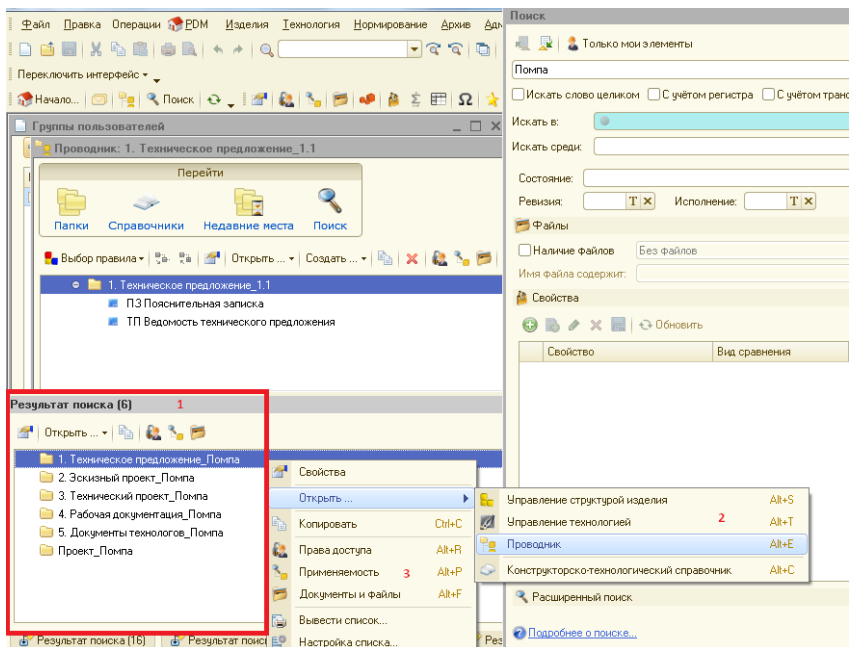 Файл Правка Операции PDM Изделия Технология Нормирование Архив
Переключить интерфейс
Начало... Поиск
Группы пользователей
Проводник: 1. Техническое предложение_1.1
Перейти
Папки Справочники Недавние места Поиск
Выбор правила Открыть ... Создать ...
1. Техническое предложение_1.1
ПЗ Пояснительная записка
ТП Ведомость технического предложения
Результат поиска (6) 1
Открыть ...
1. Техническое предложение_Помпа
2. Эскизный проект_Помпа
3. Технический проект_Помпа
4. Рабочая документация_Помпа
5. Документы технологов_Помпа
Проект_Помпа
Результат поиска (16)
Свойства
Открыть ...
Копировать Ctrl+C
Права доступа Alt+R
Применяемость 3 Alt+P
Документы и файлы Alt+F
Вывести список...
Настройка списка...
Управление структурой изделия Alt+S
Управление технологией 2 Alt+T
Проводник Alt+E
Конструкторско-технологический справочник Alt+C
Поиск
Только мои элементы
Помпа
Искать слово целиком С учётом регистра С учётом
Искать в:
Искать среди:
Состояние:
Ревизия: T Исполнение: T
Файлы
Наличие файлов Без файлов
Имя файла содержит:
Свойства
Обновить
Свойство Вид сравнения
Расширенный поиск
Подробнее о поиске...